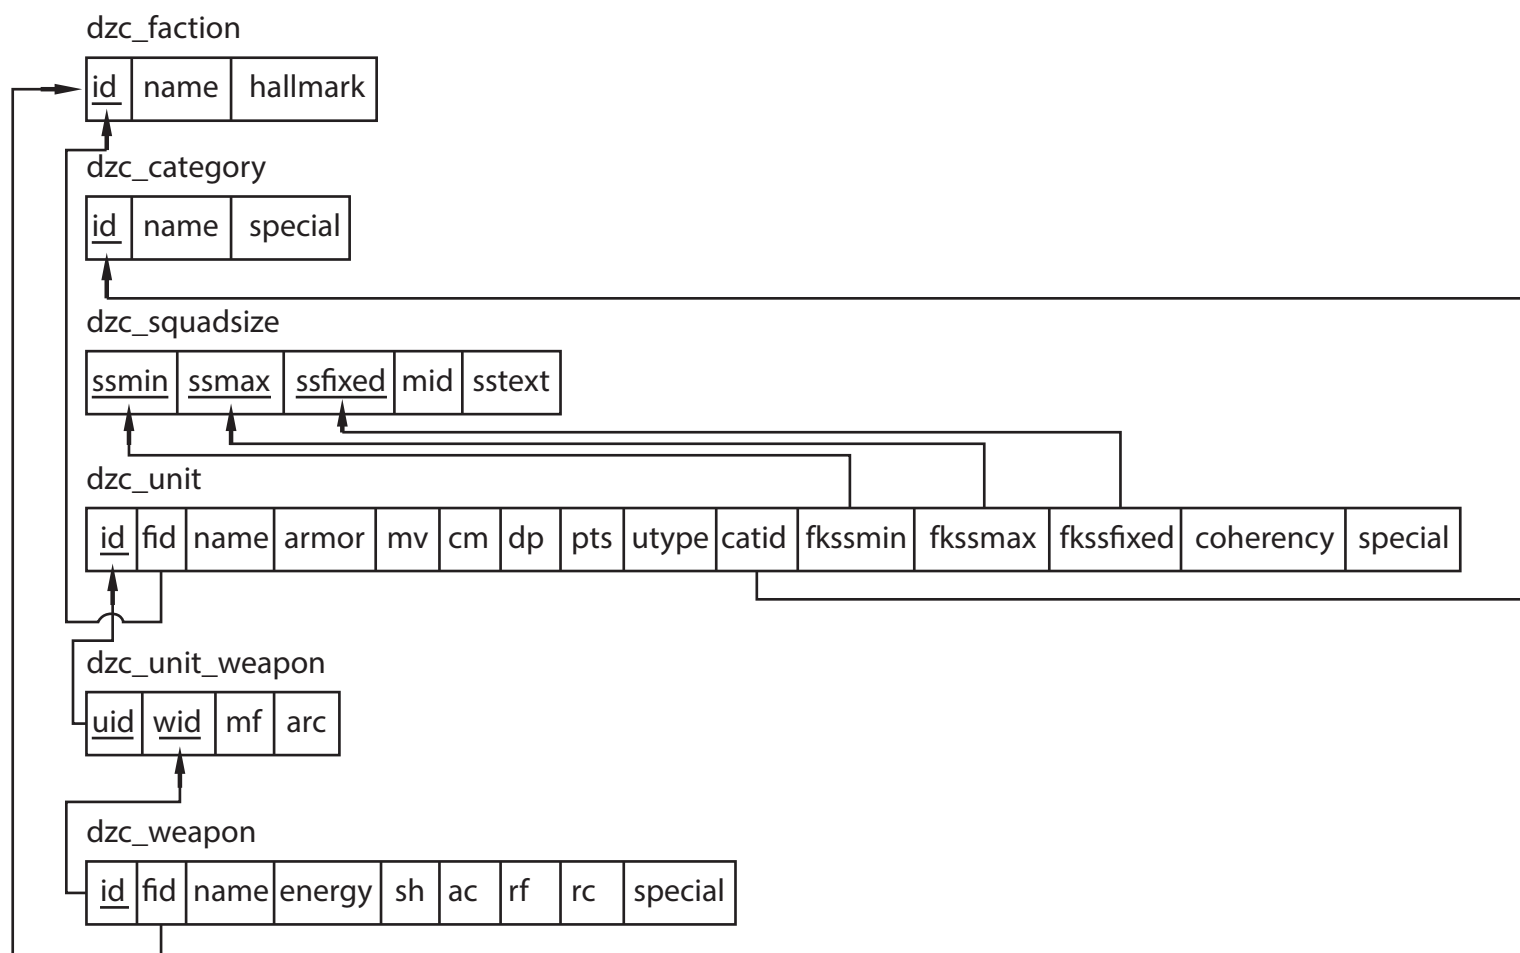 dzc_faction
id name hallmark
dzc_category
id name special
dzc_squadsize
ssmin ssmax ssfixed mid sstext
dzc_unit
id fid name armor mv cm dp pts utype catid fkssmin fkssmax fkssfixed coherency special
dzc_unit_weapon
uid wid mf arc
dzc_weapon
id fid name energy sh ac rf rc special